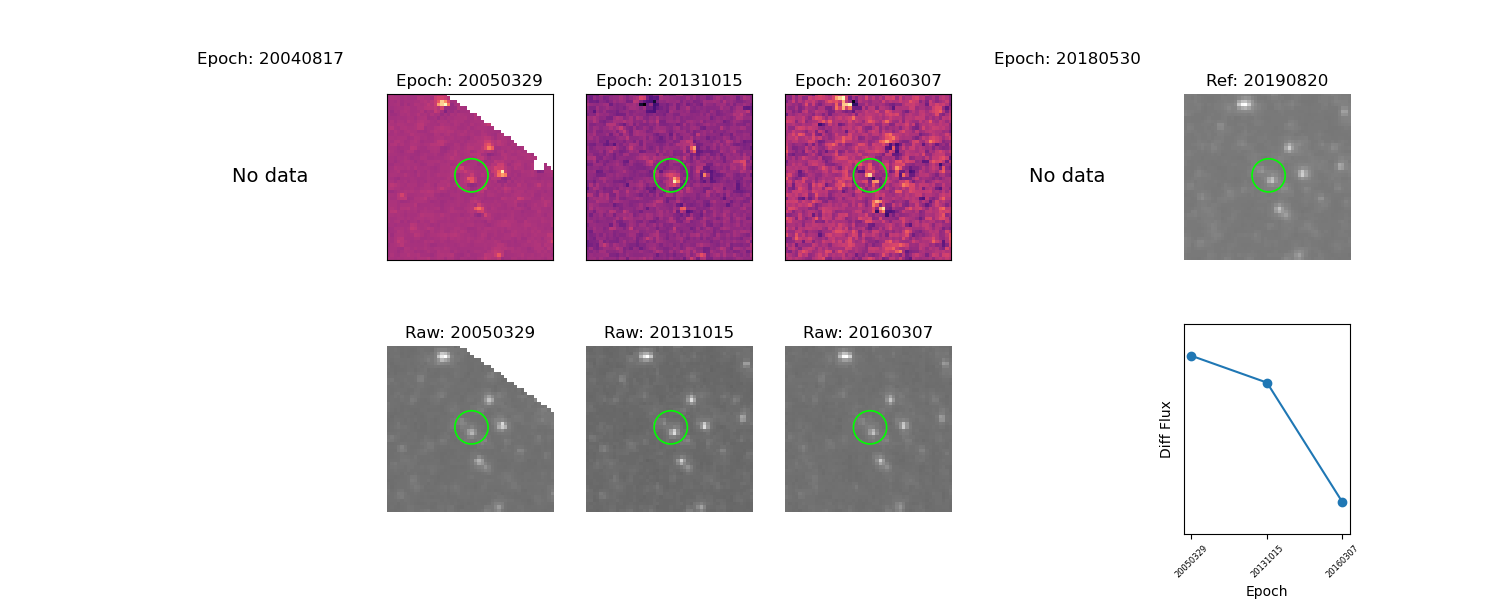 Epoch: 20040817
Epoch: 20180530
Epoch: 20050329
Epoch: 20131015
Epoch: 20160307
Ref: 20190820
No data
No data
Raw: 20050329
Raw: 20131015
Raw: 20160307
Diff Flux
20050329
20131015
20160307
Epoch